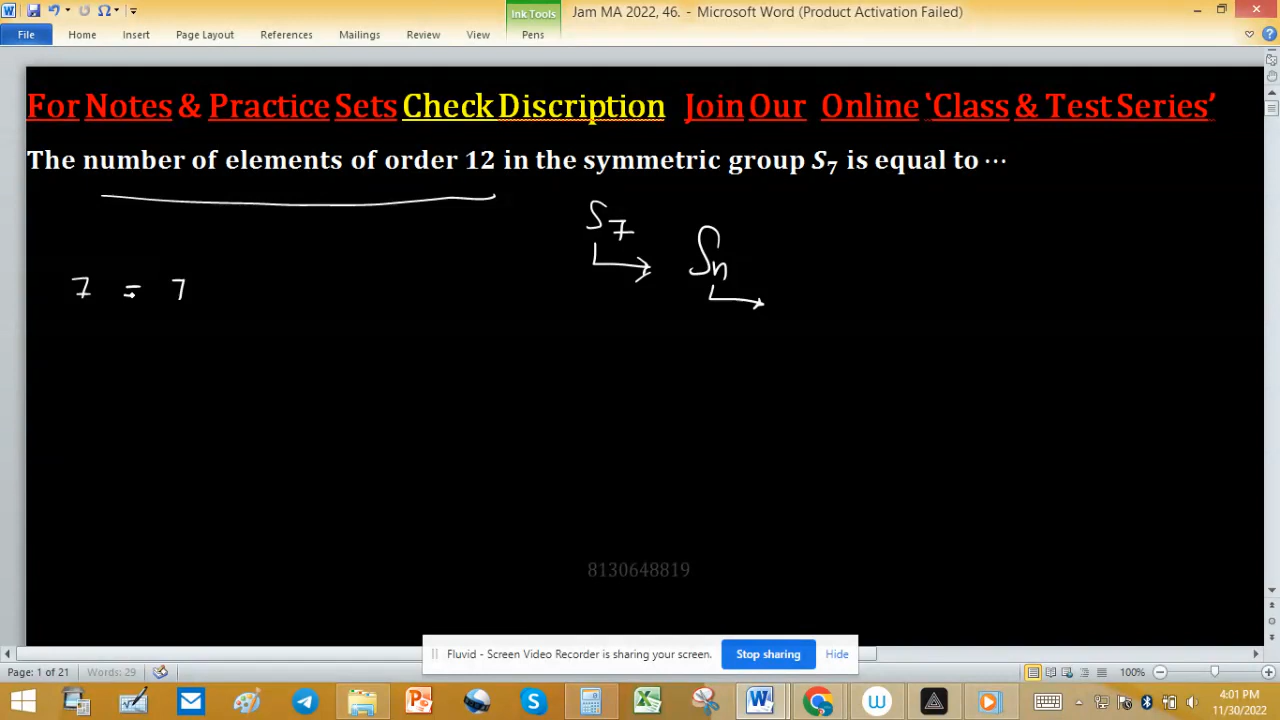 Ink Tools
Jam MA 2022, 46. - Microsoft Word (Product Activation Failed)
File Home Insert Page Layout References Mailings Review View Pens
For Notes & Practice Sets Check Discription Join Our Online 'Class & Test Series'
The number of elements of order 12 in the symmetric group S₇ is equal to ⋯
S₇
Sₙ
7 = 7
8130648819
Fluvid - Screen Video Recorder is sharing your screen. Stop sharing Hide
Page: 1 of 21 Words: 29 100%
4:01 PM
11/30/2022